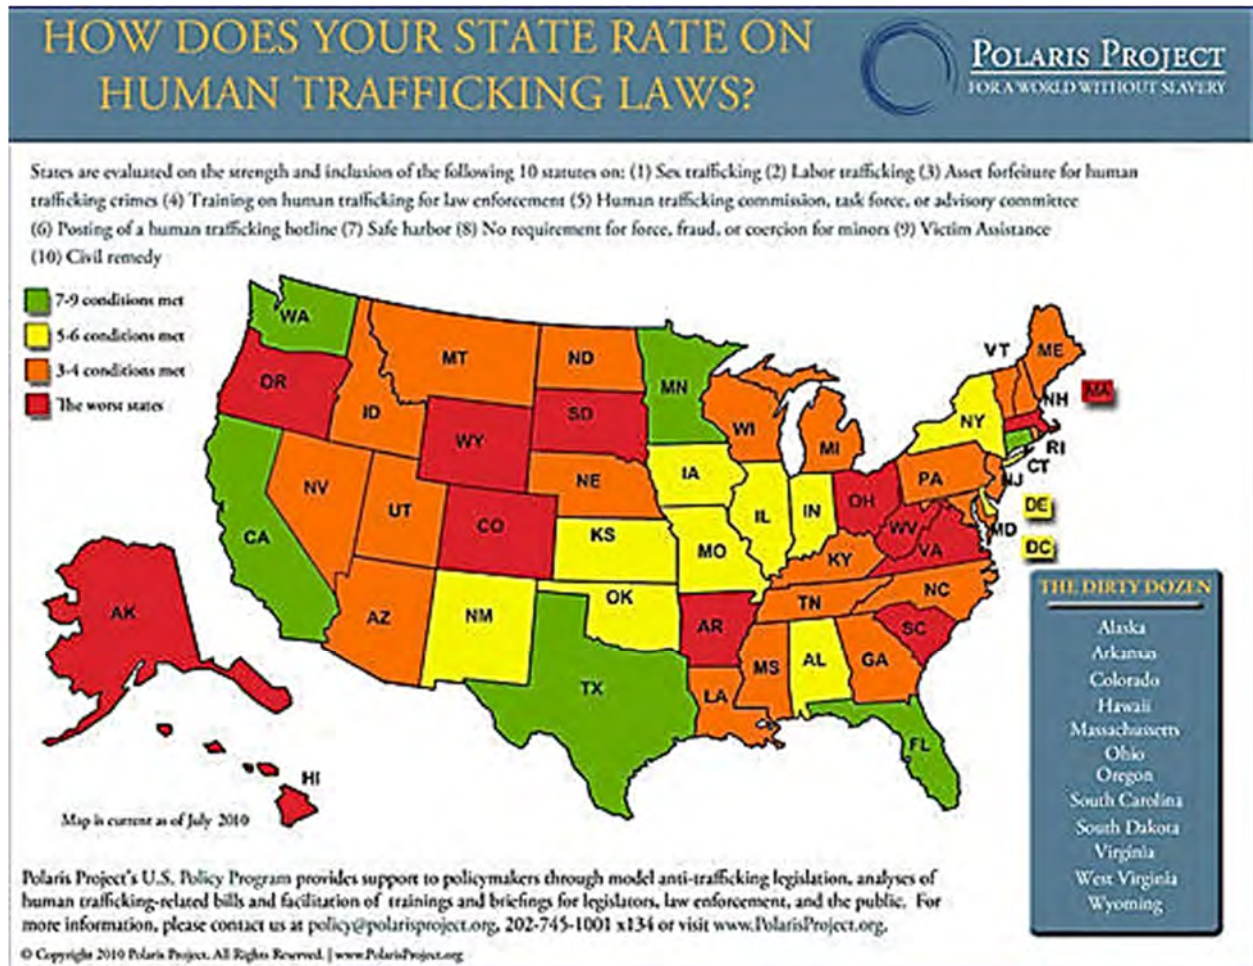 HOW DOES YOUR STATE RATE ON
HUMAN TRAFFICKING LAWS?
POLARIS PROJECT
FOR A WORLD WITHOUT SLAVERY
States are evaluated on the strength and inclusion of the following 10 statutes on: (1) Sex trafficking (2) Labor trafficking (3) Asset forfeiture for human
trafficking crimes (4) Training on human trafficking for law enforcement (5) Human trafficking commission, task force, or advisory committee
(6) Posting of a human trafficking hotline (7) Safe harbor (8) No requirement for force, fraud, or coercion for minors (9) Victim Assistance
(10) Civil remedy
7-9 conditions met
5-6 conditions met
3-4 conditions met
The worst states
WA
MT
ND
MN
VT
ME
OR
ID
SD
WI
MI
NY
NH
MA
WY
RI
CT
NV
UT
NE
IA
PA
NJ
CO
IL
IN
OH
DE
CA
KS
MO
WV
VA
MD
DC
KY
AZ
NM
OK
TN
NC
AK
AR
SC
MS
AL
GA
TX
LA
FL
HI
THE DIRTY DOZEN
Alaska
Arkansas
Colorado
Hawaii
Massachussetts
Ohio
Oregon
South Carolina
South Dakota
Virginia
West Virginia
Wyoming
Map is current as of July 2010
Polaris Project's U.S. Policy Program provides support to policymakers through model anti-trafficking legislation, analyses of
human trafficking-related bills and facilitation of trainings and briefings for legislators, law enforcement, and the public. For
more information, please contact us at policy@polarisproject.org, 202-745-1001 x134 or visit www.PolarisProject.org.
© Copyright 2010 Polaris Project. All Rights Reserved. | www.PolarisProject.org